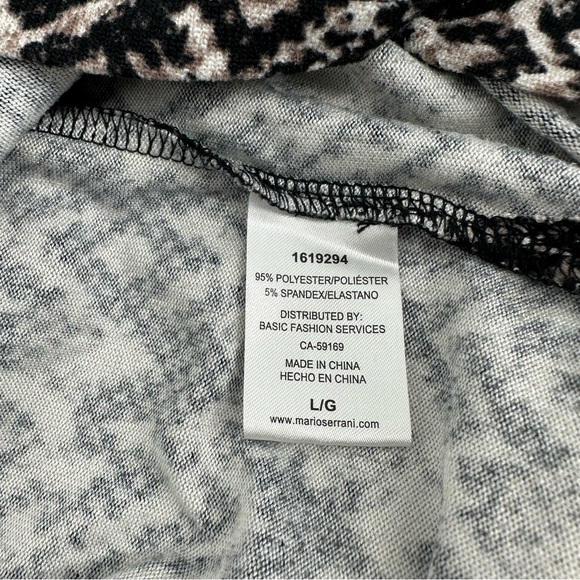 1619294
95% POLYESTER/POLIÉSTER
5% SPANDEX/ELASTANO
DISTRIBUTED BY:
BASIC FASHION SERVICES
CA-59169
MADE IN CHINA
HECHO EN CHINA
L/G
www.marioserrani.com